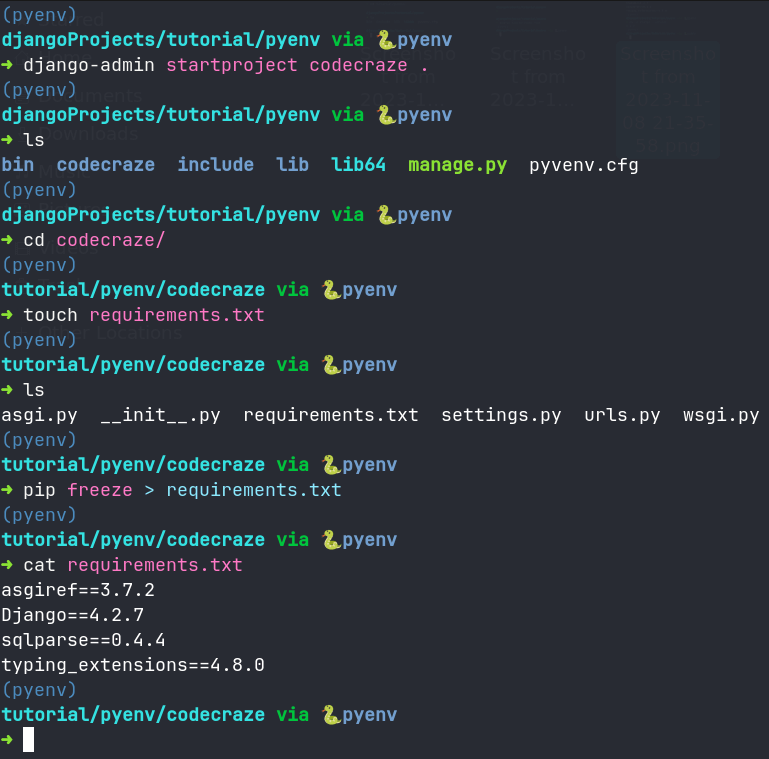 (pyenv)
djangoProjects/tutorial/pyenv via 🐍pyenv
➜ django-admin startproject codecraze .
(pyenv)
djangoProjects/tutorial/pyenv via 🐍pyenv
➜ ls
bin codecraze include lib lib64 manage.py pyvenv.cfg
(pyenv)
djangoProjects/tutorial/pyenv via 🐍pyenv
➜ cd codecraze/
(pyenv)
tutorial/pyenv/codecraze via 🐍pyenv
➜ touch requirements.txt
(pyenv)
tutorial/pyenv/codecraze via 🐍pyenv
➜ ls
asgi.py __init__.py requirements.txt settings.py urls.py wsgi.py
(pyenv)
tutorial/pyenv/codecraze via 🐍pyenv
➜ pip freeze > requirements.txt
(pyenv)
tutorial/pyenv/codecraze via 🐍pyenv
➜ cat requirements.txt
asgiref==3.7.2
Django==4.2.7
sqlparse==0.4.4
typing_extensions==4.8.0
(pyenv)
tutorial/pyenv/codecraze via 🐍pyenv
➜